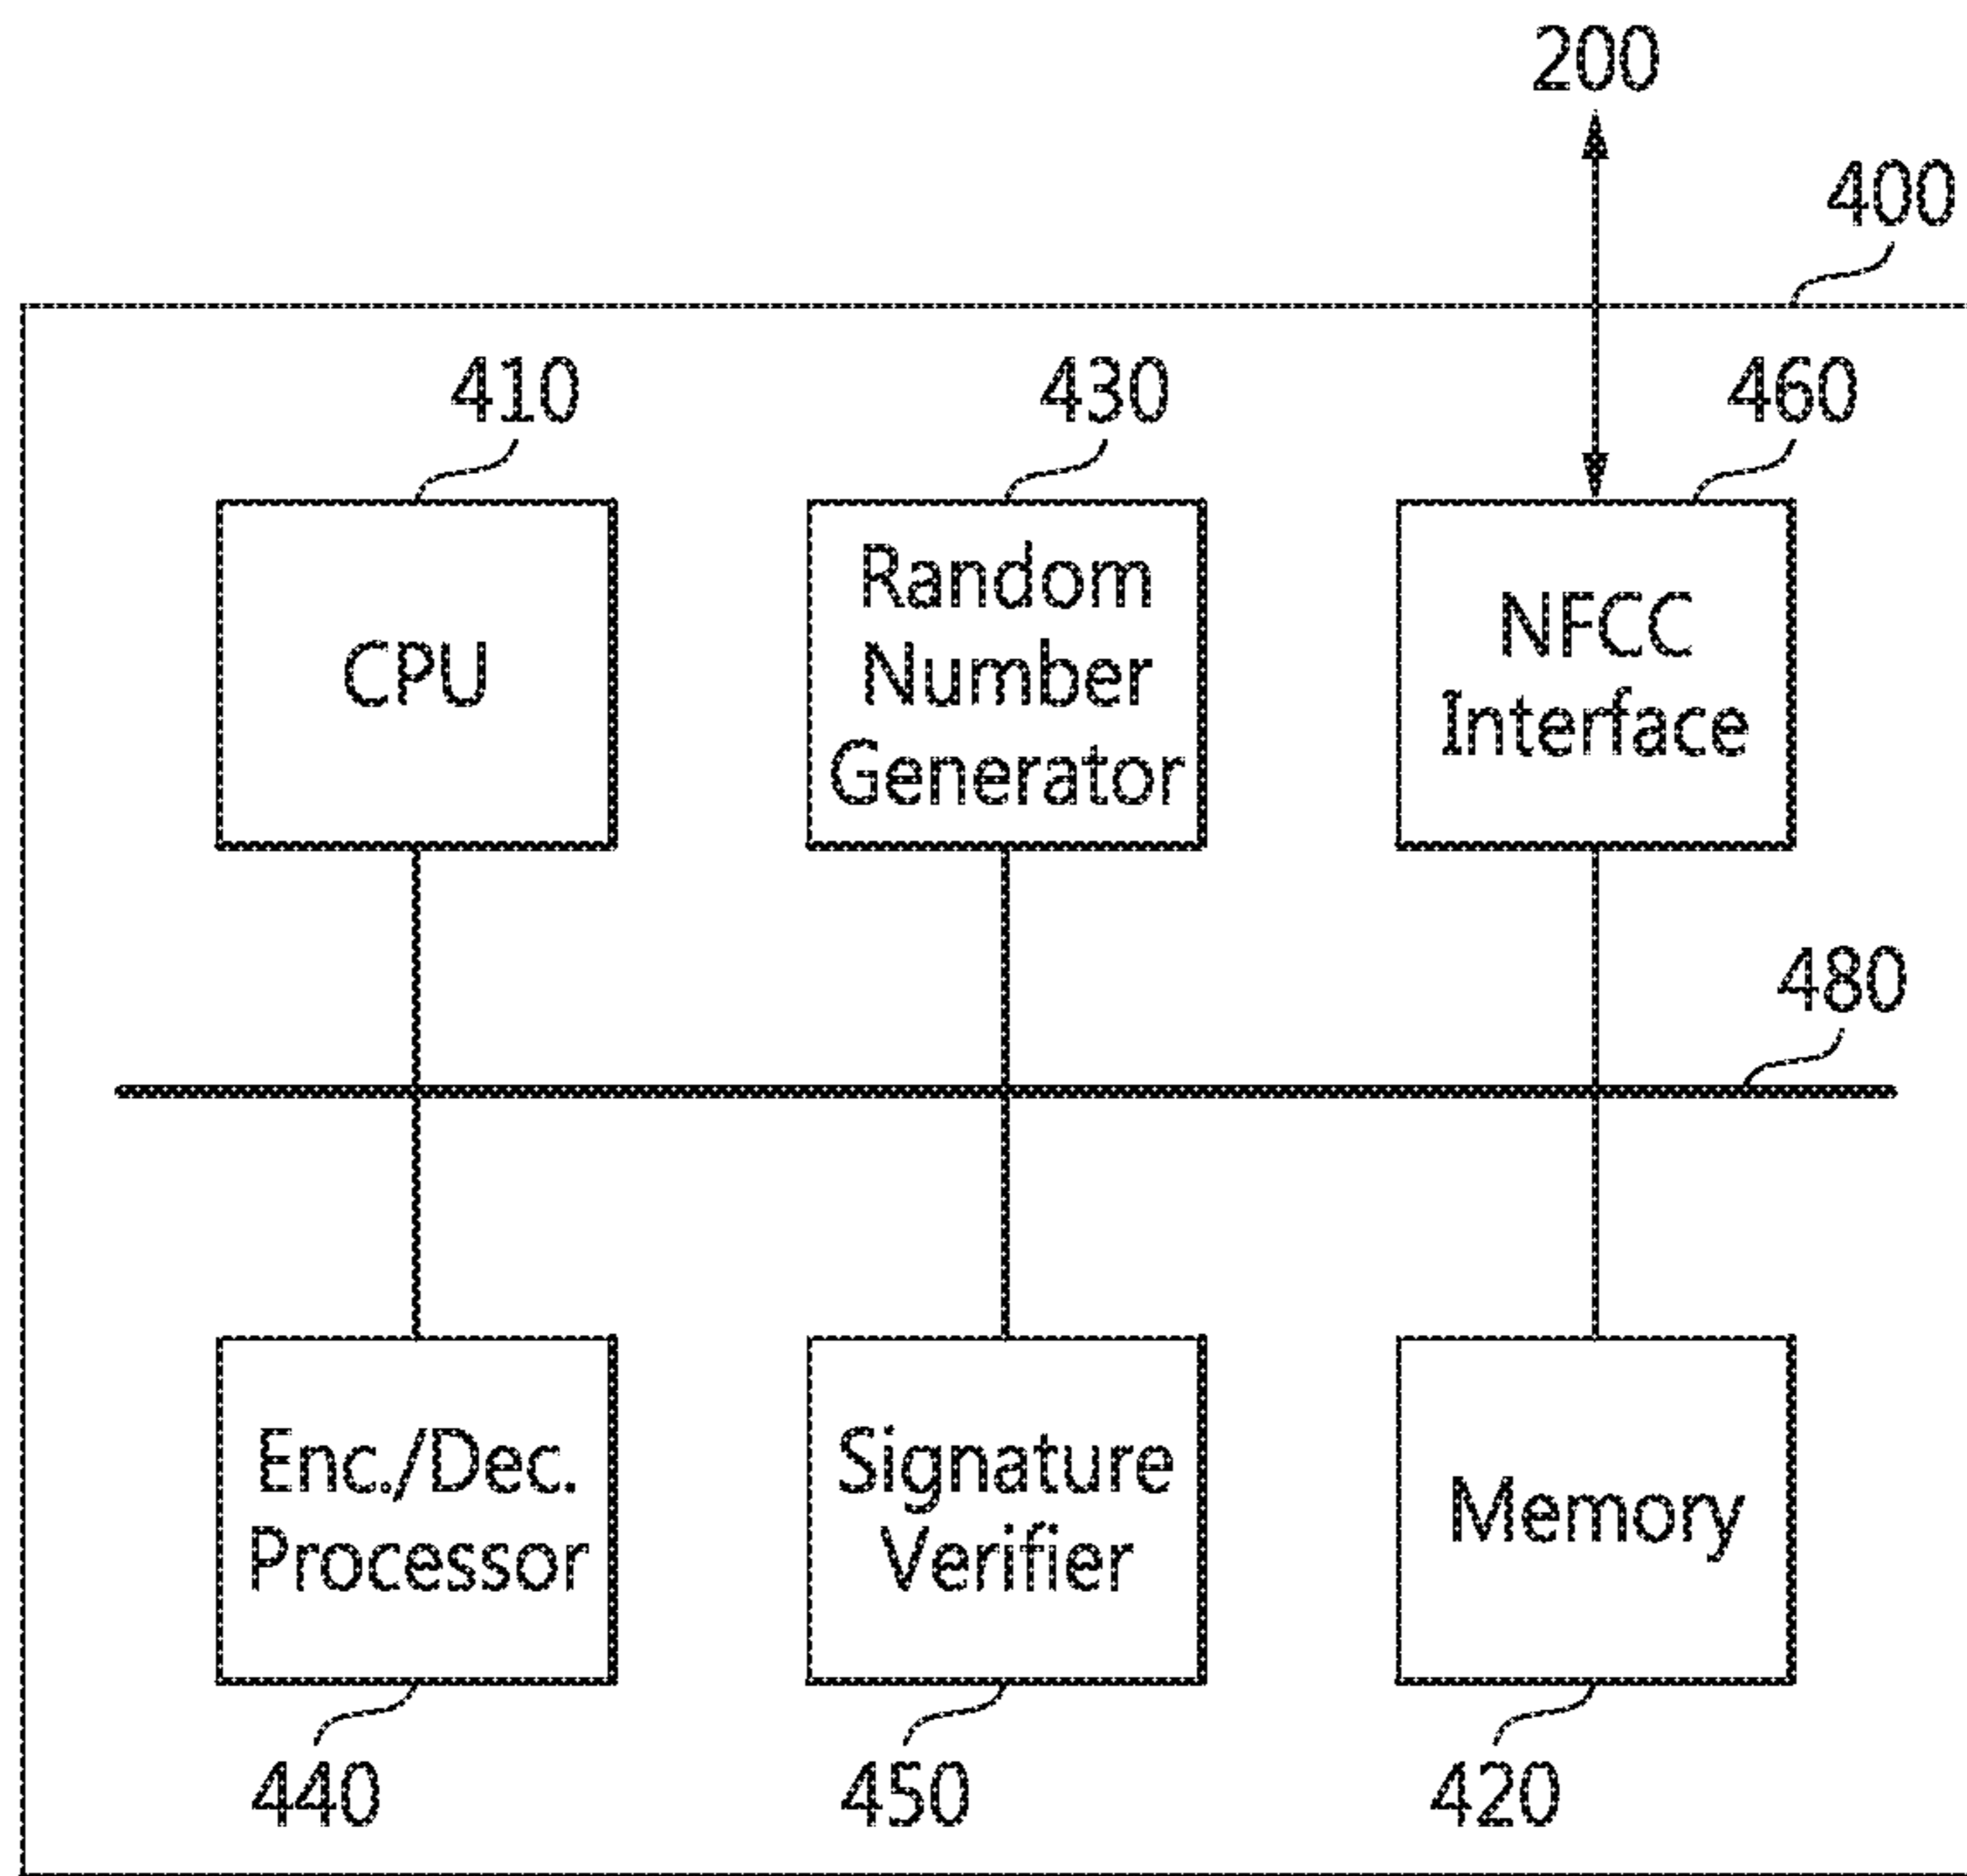 200
400
410
430
460
CPU
Random
Number
Generator
NFCC
Interface
480
Enc./Dec.
Processor
Signature
Verifier
Memory
440
450
420